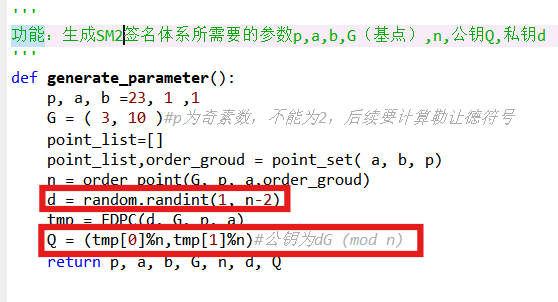 '''
功能：生成SM2签名体系所需要的参数p,a,b,G（基点）,n,公钥Q,私钥d
'''
def generate_parameter():
p, a, b =23, 1 ,1
G = ( 3, 10 )#p为奇素数，不能为2，后续要计算勒让德符号
point_list=[]
point_list,order_groud = point_set( a, b, p)
n = order_point(G, p, a,order_groud)
d = random.randint(1, n-2)
tmp = EDPC(d, G, p, a)
Q = (tmp[0]%n,tmp[1]%n)#公钥为dG (mod n)
return p, a, b, G, n, d, Q